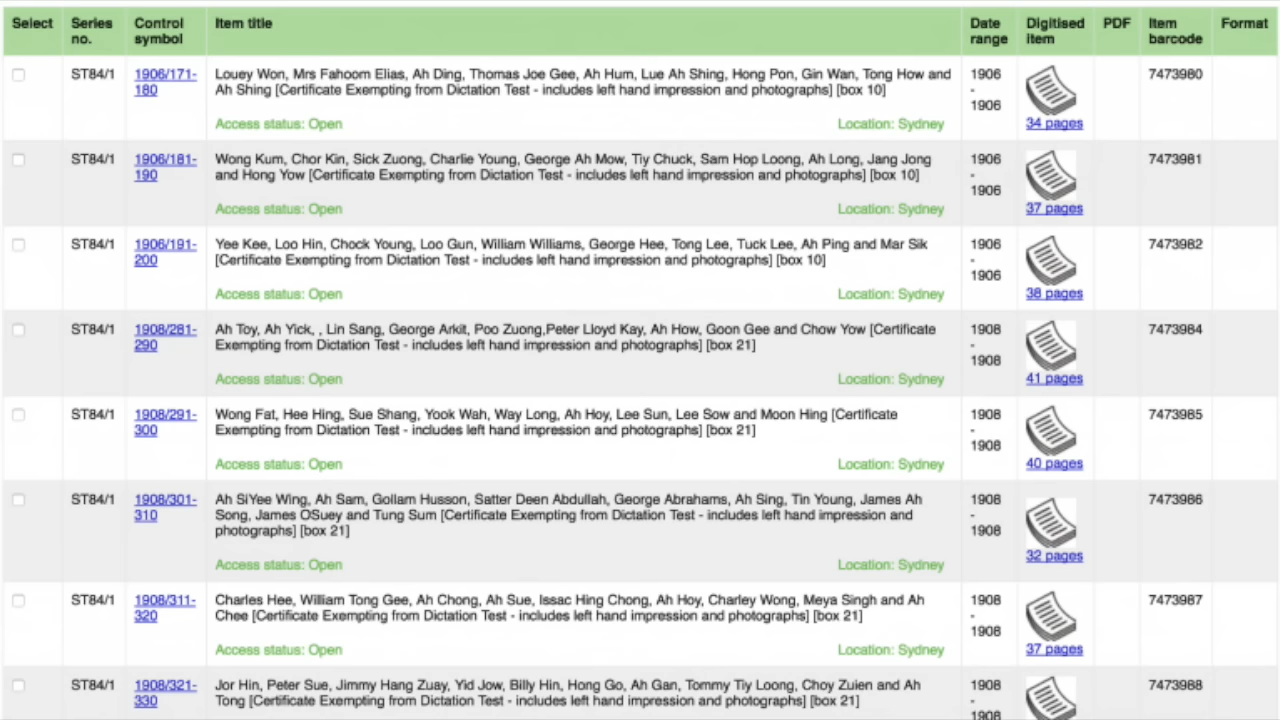 Select Series no. Control symbol Item title Date range Digitised item PDF Item barcode Format
ST84/1 1906/171-180 Louey Won, Mrs Fahoom Elias, Ah Ding, Thomas Joe Gee, Ah Hum, Lue Ah Shing, Hong Pon, Gin Wan, Tong How and
Ah Shing [Certificate Exempting from Dictation Test - includes left hand impression and photographs] [box 10]
1906 - 1906 7473980
Access status: Open Location: Sydney 34 pages
ST84/1 1906/181-190 Wong Kum, Chor Kin, Sick Zuong, Charlie Young, George Ah Mow, Tiy Chuck, Sam Hop Loong, Ah Long, Jang Jong
and Hong Yow [Certificate Exempting from Dictation Test - includes left hand impression and photographs] [box 10]
1906 - 1906 7473981
Access status: Open Location: Sydney 37 pages
ST84/1 1906/191-200 Yee Kee, Loo Hin, Chock Young, Loo Gun, William Williams, George Hee, Tong Lee, Tuck Lee, Ah Ping and Mar Sik
[Certificate Exempting from Dictation Test - includes left hand impression and photographs] [box 10]
1906 - 1906 7473982
Access status: Open Location: Sydney 38 pages
ST84/1 1908/281-290 Ah Toy, Ah Yick, , Lin Sang, George Arkit, Poo Zuong,Peter Lloyd Kay, Ah How, Goon Gee and Chow Yow [Certificate
Exempting from Dictation Test - includes left hand impression and photographs] [box 21]
1908 - 1908 7473984
Access status: Open Location: Sydney 41 pages
ST84/1 1908/291-300 Wong Fat, Hee Hing, Sue Shang, Yook Wah, Way Long, Ah Hoy, Lee Sun, Lee Sow and Moon Hing [Certificate
Exempting from Dictation Test - includes left hand impression and photographs] [box 21]
1908 - 1908 7473985
Access status: Open Location: Sydney 40 pages
ST84/1 1908/301-310 Ah SiYee Wing, Ah Sam, Gollam Husson, Satter Deen Abdullah, George Abrahams, Ah Sing, Tin Young, James Ah
Song, James OSuey and Tung Sum [Certificate Exempting from Dictation Test - includes left hand impression and
photographs] [box 21]
1908 - 1908 7473986
Access status: Open Location: Sydney 32 pages
ST84/1 1908/311-320 Charles Hee, William Tong Gee, Ah Chong, Ah Sue, Issac Hing Chong, Ah Hoy, Charley Wong, Meya Singh and Ah
Chee [Certificate Exempting from Dictation Test - includes left hand impression and photographs] [box 21]
1908 - 1908 7473987
Access status: Open Location: Sydney 37 pages
ST84/1 1908/321-330 Jor Hin, Peter Sue, Jimmy Hang Zuay, Yid Jow, Billy Hin, Hong Go, Ah Gan, Tommy Tiy Loong, Choy Zuien and Ah
Tong [Certificate Exempting from Dictation Test - includes left hand impression and photographs] [box 21]
1908 - 1908 7473988